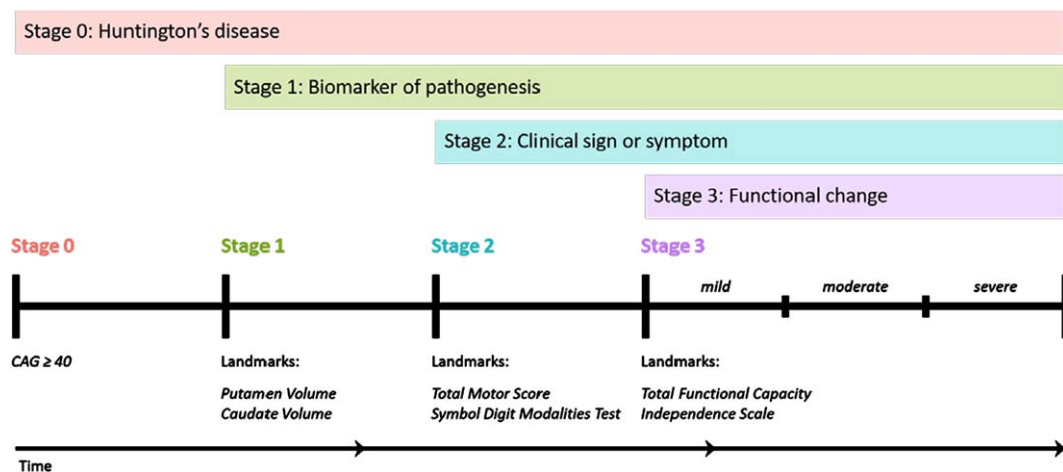 Stage 0: Huntington's disease
Stage 1: Biomarker of pathogenesis
Stage 2: Clinical sign or symptom
Stage 3: Functional change
Stage 0
Stage 1
Stage 2
Stage 3
mild
moderate
severe
CAG ≥ 40
Landmarks:
Putamen Volume
Caudate Volume
Landmarks:
Total Motor Score
Symbol Digit Modalities Test
Landmarks:
Total Functional Capacity
Independence Scale
Time